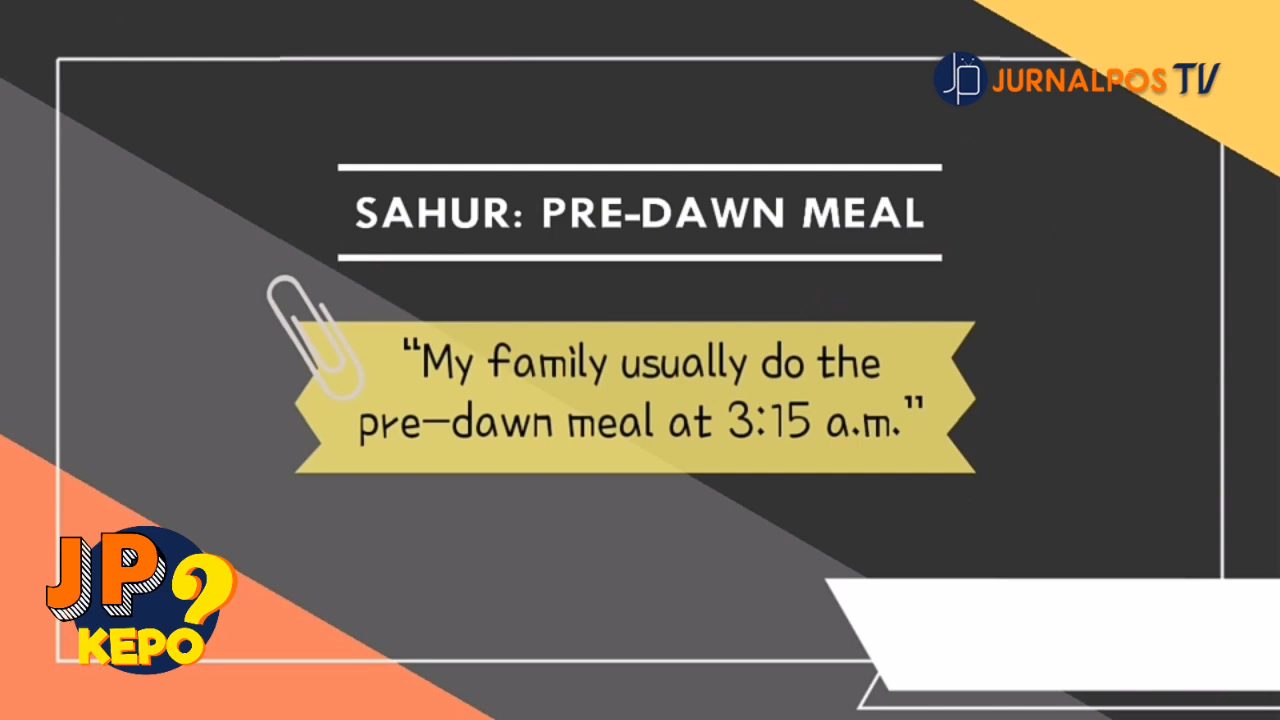 JURNALPOS TV
SAHUR: PRE-DAWN MEAL
“My family usually do the
pre-dawn meal at 3:15 a.m.”
JP?
KEPO